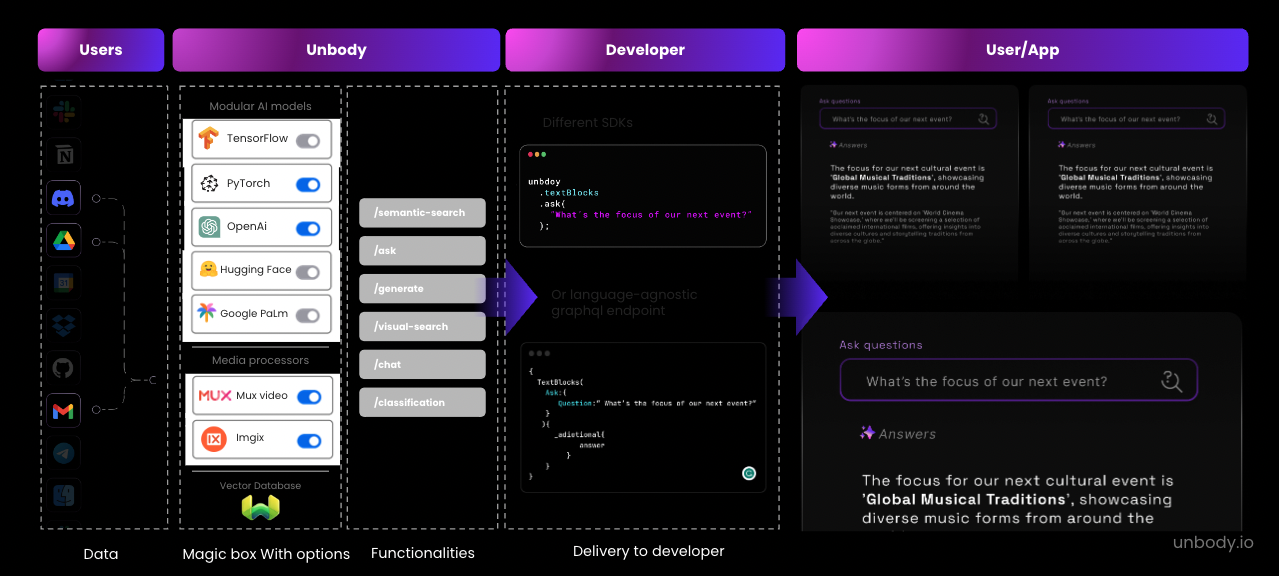 Users
Unbody
Developer
User/App
Modular AI models
TensorFlow
PyTorch
OpenAi
Hugging Face
Google PaLm
Media processors
MUX Mux video
Imgix
Vector Database
/semantic-search
/ask
/generate
/visual-search
/chat
/classification
Different SDKs
unbdoy
.textBlocks
.ask{
"What's the focus of our next event?"
);
Or language-agnostic
graphql endpoint
{
TextBlocks(
Ask:{
Question:" What's the focus of our next event?"
}
){
_adistional{
answer
}
}
}
Ask questions
What's the focus of our next event?
Answers
The focus for our next cultural event is
'Global Musical Traditions', showcasing
diverse music forms from around the
world.
"Our next event is centered on 'World Cinema
Showcase,' where we'll be screening a selection of
acclaimed international films, offering insights into
diverse cultures and storytelling traditions from
across the globe."
Ask questions
What's the focus of our next event?
Answers
The focus for our next cultural event is
'Global Musical Traditions', showcasing
diverse music forms from around the
world.
"Our next event is centered on 'World Cinema
Showcase,' where we'll be screening a selection of
acclaimed international films, offering insights into
diverse cultures and storytelling traditions from
across the globe."
Ask questions
What's the focus of our next event?
Answers
The focus for our next cultural event is
'Global Musical Traditions', showcasing
diverse music forms from around the
Data
Magic box With options
Functionalities
Delivery to developer
unbody.io